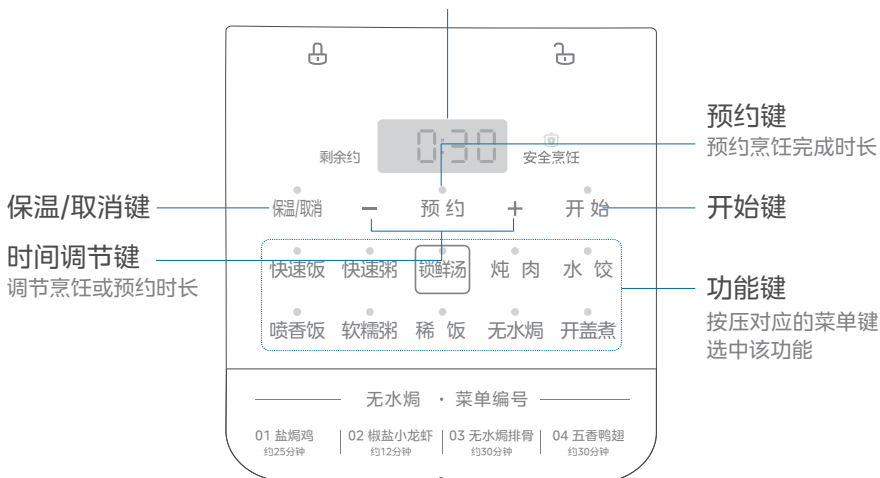 0:30
剩余约
安全烹饪
预约键
预约烹饪完成时长
保温/取消键
保温/取消
－
预约
＋
开始
开始键
时间调节键
调节烹饪或预约时长
快速饭 快速粥 锁鲜汤 炖肉 水饺
喷香饭 软糯粥 稀饭 无水焗 开盖煮
功能键
按压对应的菜单键
选中该功能
无水焗 · 菜单编号
01 盐焗鸡 02 椒盐小龙虾 03 无水焗排骨 04 五香鸭翅
约25分钟 约12分钟 约30分钟 约30分钟